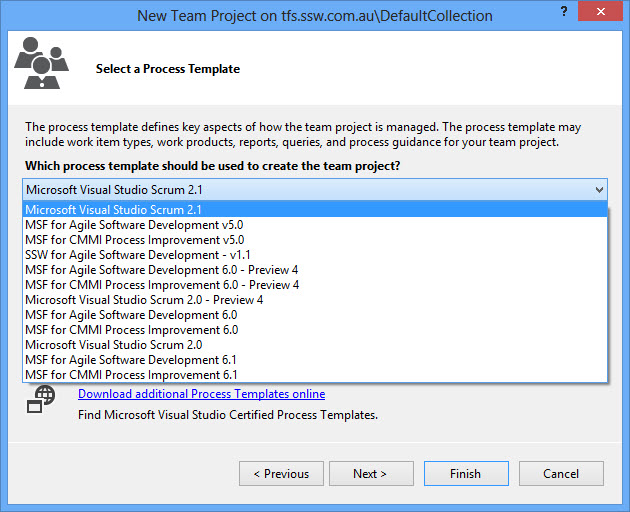 New Team Project on tfs.ssw.com.au\DefaultCollection
?
Select a Process Template
The process template defines key aspects of how the team project is managed. The process template may
include work item types, work products, reports, queries, and process guidance for your team project.
Which process template should be used to create the team project?
Microsoft Visual Studio Scrum 2.1
Microsoft Visual Studio Scrum 2.1
MSF for Agile Software Development v5.0
MSF for CMMI Process Improvement v5.0
SSW for Agile Software Development - v1.1
MSF for Agile Software Development 6.0 - Preview 4
MSF for CMMI Process Improvement 6.0 - Preview 4
Microsoft Visual Studio Scrum 2.0 - Preview 4
MSF for Agile Software Development 6.0
MSF for CMMI Process Improvement 6.0
Microsoft Visual Studio Scrum 2.0
MSF for Agile Software Development 6.1
MSF for CMMI Process Improvement 6.1
Download additional Process Templates online
Find Microsoft Visual Studio Certified Process Templates.
< Previous
Next >
Finish
Cancel